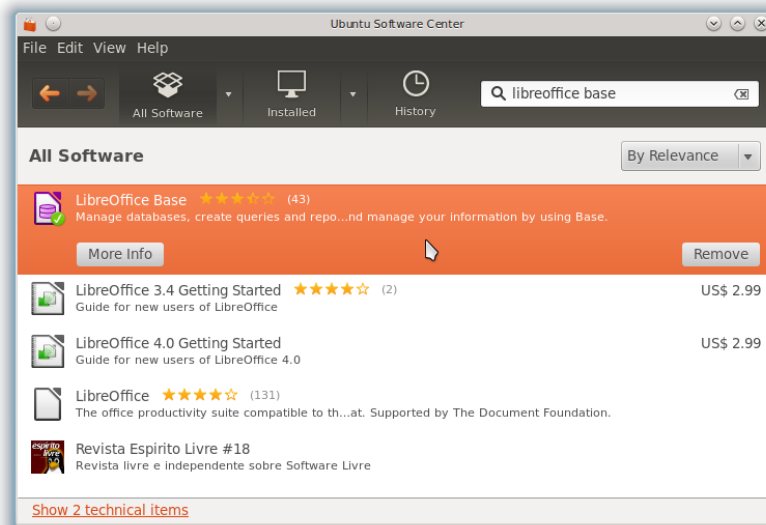 Ubuntu Software Center
File Edit View Help
All Software
Installed
History
libreoffice base
All Software
By Relevance
LibreOffice Base (43)
Manage databases, create queries and repo...nd manage your information by using Base.
More Info
Remove
LibreOffice 3.4 Getting Started (2) US$ 2.99
Guide for new users of LibreOffice
LibreOffice 4.0 Getting Started US$ 2.99
Guide for new users of LibreOffice 4.0
LibreOffice (131)
The office productivity suite compatible to th...at. Supported by The Document Foundation.
espírito
livre
Revista Espirito Livre #18
Revista livre e independente sobre Software Livre
Show 2 technical items